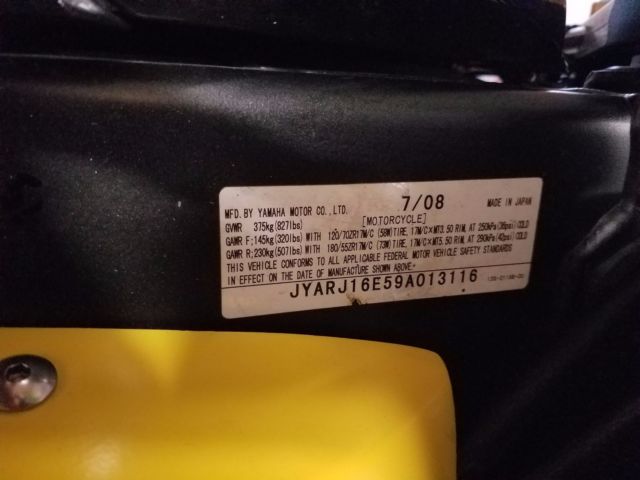 MFD. BY YAMAHA MOTOR CO.,LTD. 7/08 MADE IN JAPAN
GVWR 375kg(827lbs) [MOTORCYCLE]
GAWR F;145kg(320lbs) WITH 120/70ZR17M/C (58W)TIRE, 17M/C×MT3.50 RIM, AT 250kPa(36psi)COLD
GAWR R;230kg(507lbs) WITH 180/55ZR17M/C (73W)TIRE, 17M/C×MT5.50 RIM, AT 290kPa(42psi)COLD
THIS VEHICLE CONFORMS TO ALL APPLICABLE FEDERAL MOTOR VEHICLE SAFETY STANDARDS
IN EFFECT ON THE DATE OF MANUFACTURE SHOWN ABOVE.
JYARJ16E59A013116